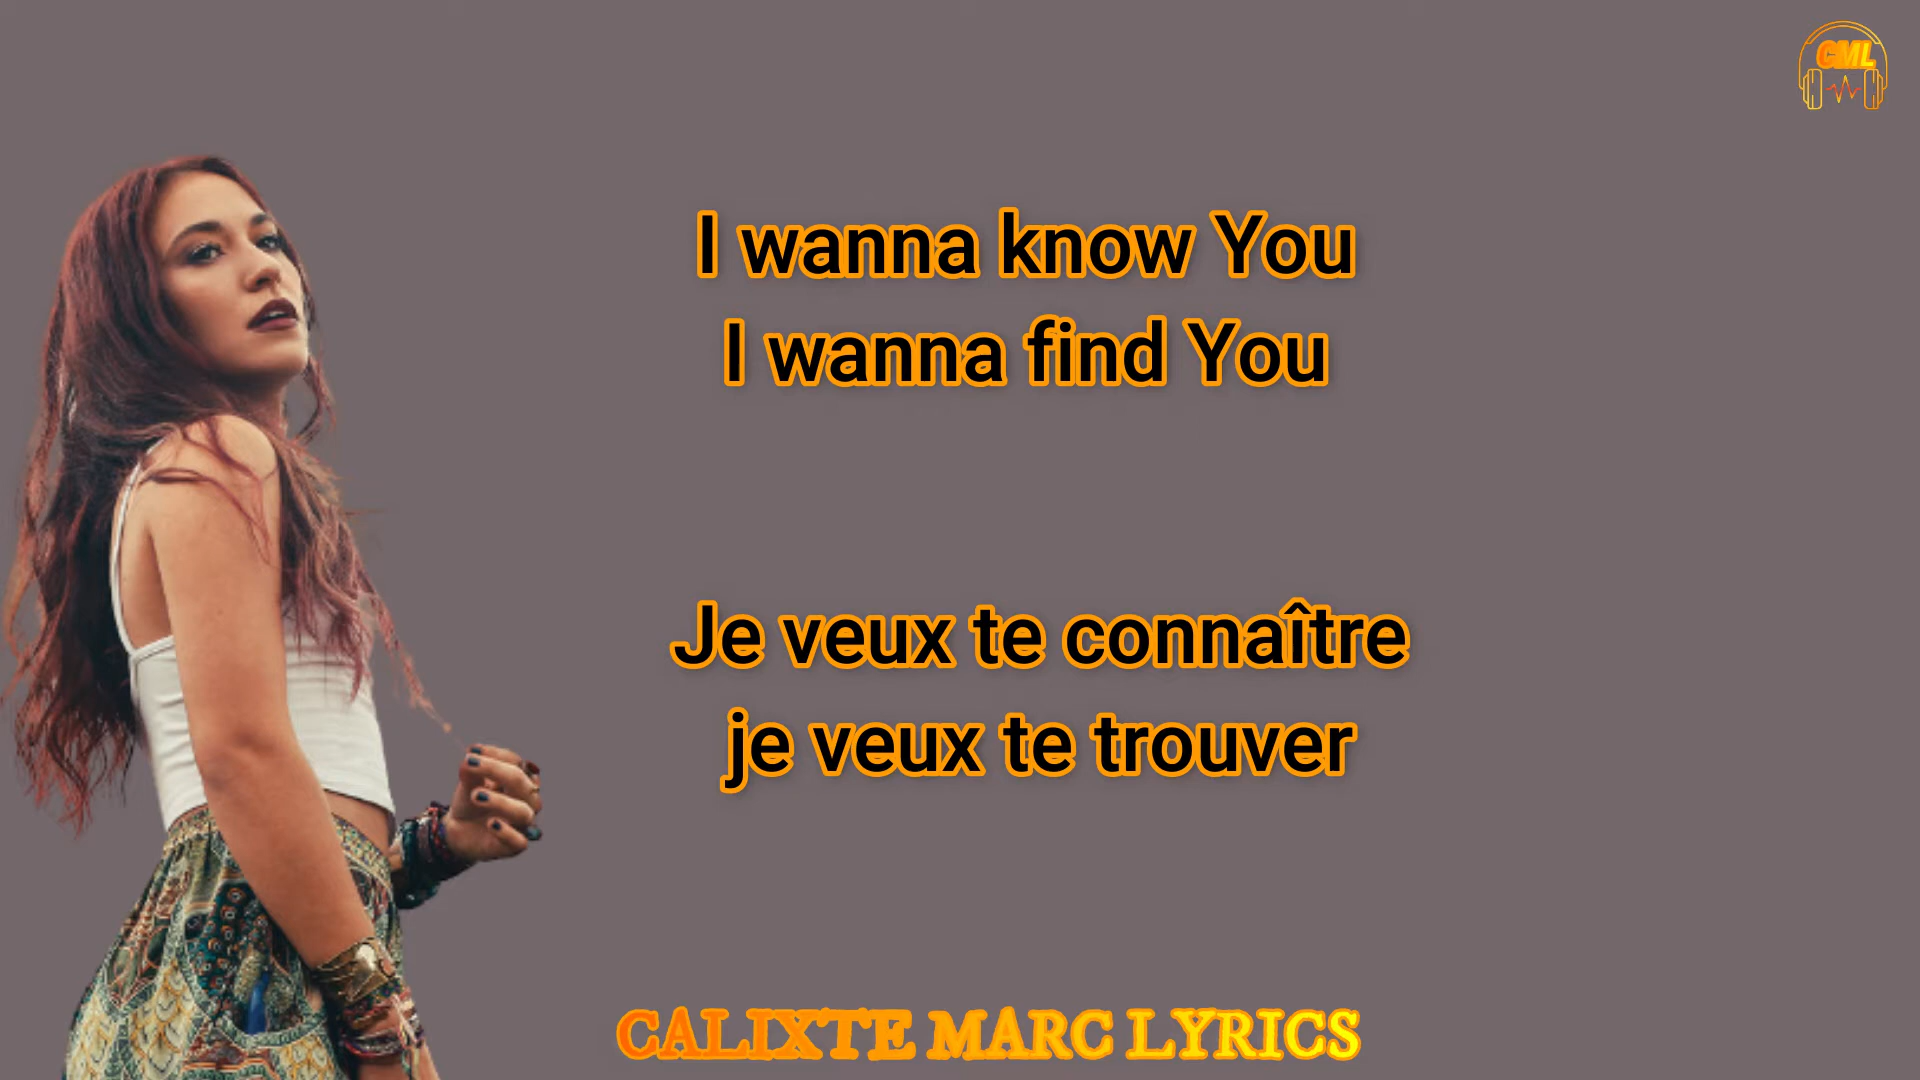 CML
I wanna know You
I wanna find You
Je veux te connaître
je veux te trouver
CALIXTE MARC LYRICS